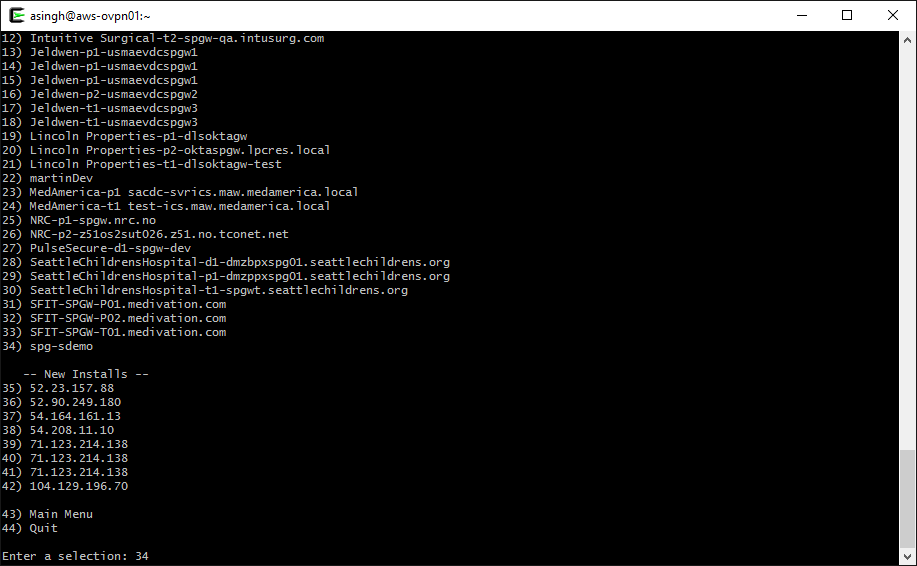 asingh@aws-ovpn01:~
12) Intuitive Surgical-t2-spgw-qa.intusurg.com
13) Jeldwen-p1-usmaevdcspgw1
14) Jeldwen-p1-usmaevdcspgw1
15) Jeldwen-p1-usmaevdcspgw1
16) Jeldwen-p2-usmaevdcspgw2
17) Jeldwen-t1-usmaevdcspgw3
18) Jeldwen-t1-usmaevdcspgw3
19) Lincoln Properties-p1-dlsoktagw
20) Lincoln Properties-p2-oktaspgw.lpcres.local
21) Lincoln Properties-t1-dlsoktagw-test
22) martinDev
23) MedAmerica-p1 sacdc-svrics.maw.medamerica.local
24) MedAmerica-t1 test-ics.maw.medamerica.local
25) NRC-p1-spgw.nrc.no
26) NRC-p2-z51os2sut026.z51.no.tconet.net
27) PulseSecure-d1-spgw-dev
28) SeattleChildrensHospital-d1-dmzbpxspg01.seattlechildrens.org
29) SeattleChildrensHospital-p1-dmzppxspg01.seattlechildrens.org
30) SeattleChildrensHospital-t1-spgwt.seattlechildrens.org
31) SFIT-SPGW-P01.medivation.com
32) SFIT-SPGW-P02.medivation.com
33) SFIT-SPGW-T01.medivation.com
34) spg-sdemo
-- New Installs --
35) 52.23.157.88
36) 52.90.249.180
37) 54.164.161.13
38) 54.208.11.10
39) 71.123.214.138
40) 71.123.214.138
41) 71.123.214.138
42) 104.129.196.70
43) Main Menu
44) Quit
Enter a selection: 34